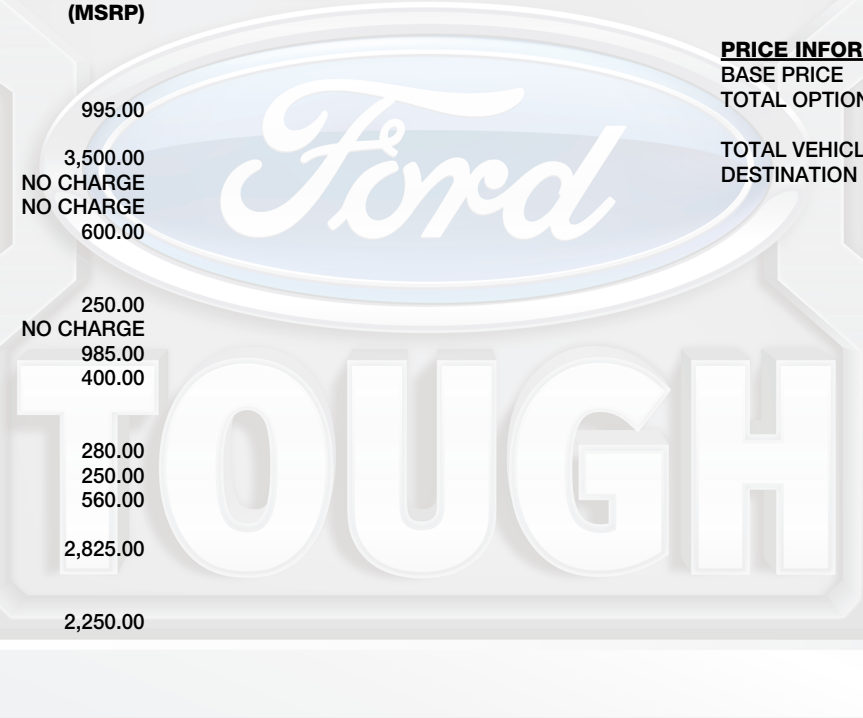 (MSRP)
995.00
3,500.00
NO CHARGE
NO CHARGE
600.00
250.00
NO CHARGE
985.00
400.00
280.00
250.00
560.00
2,825.00
2,250.00
PRICE INFOR
BASE PRICE
TOTAL OPTION
TOTAL VEHICL
DESTINATION
Ford
TOUGH